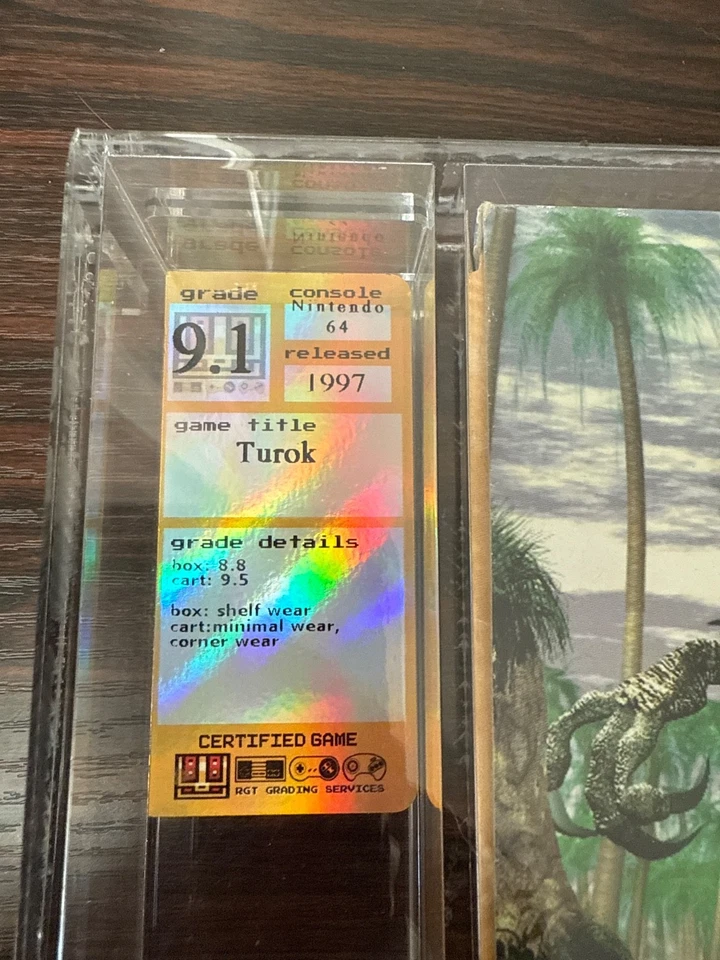 grade
9.1
console
Nintendo
64
released
1997
game title
Turok
grade details
box: 8.8
cart: 9.5
box: shelf wear
cart:minimal wear,
corner wear
CERTIFIED GAME
RGT GRADING SERVICES